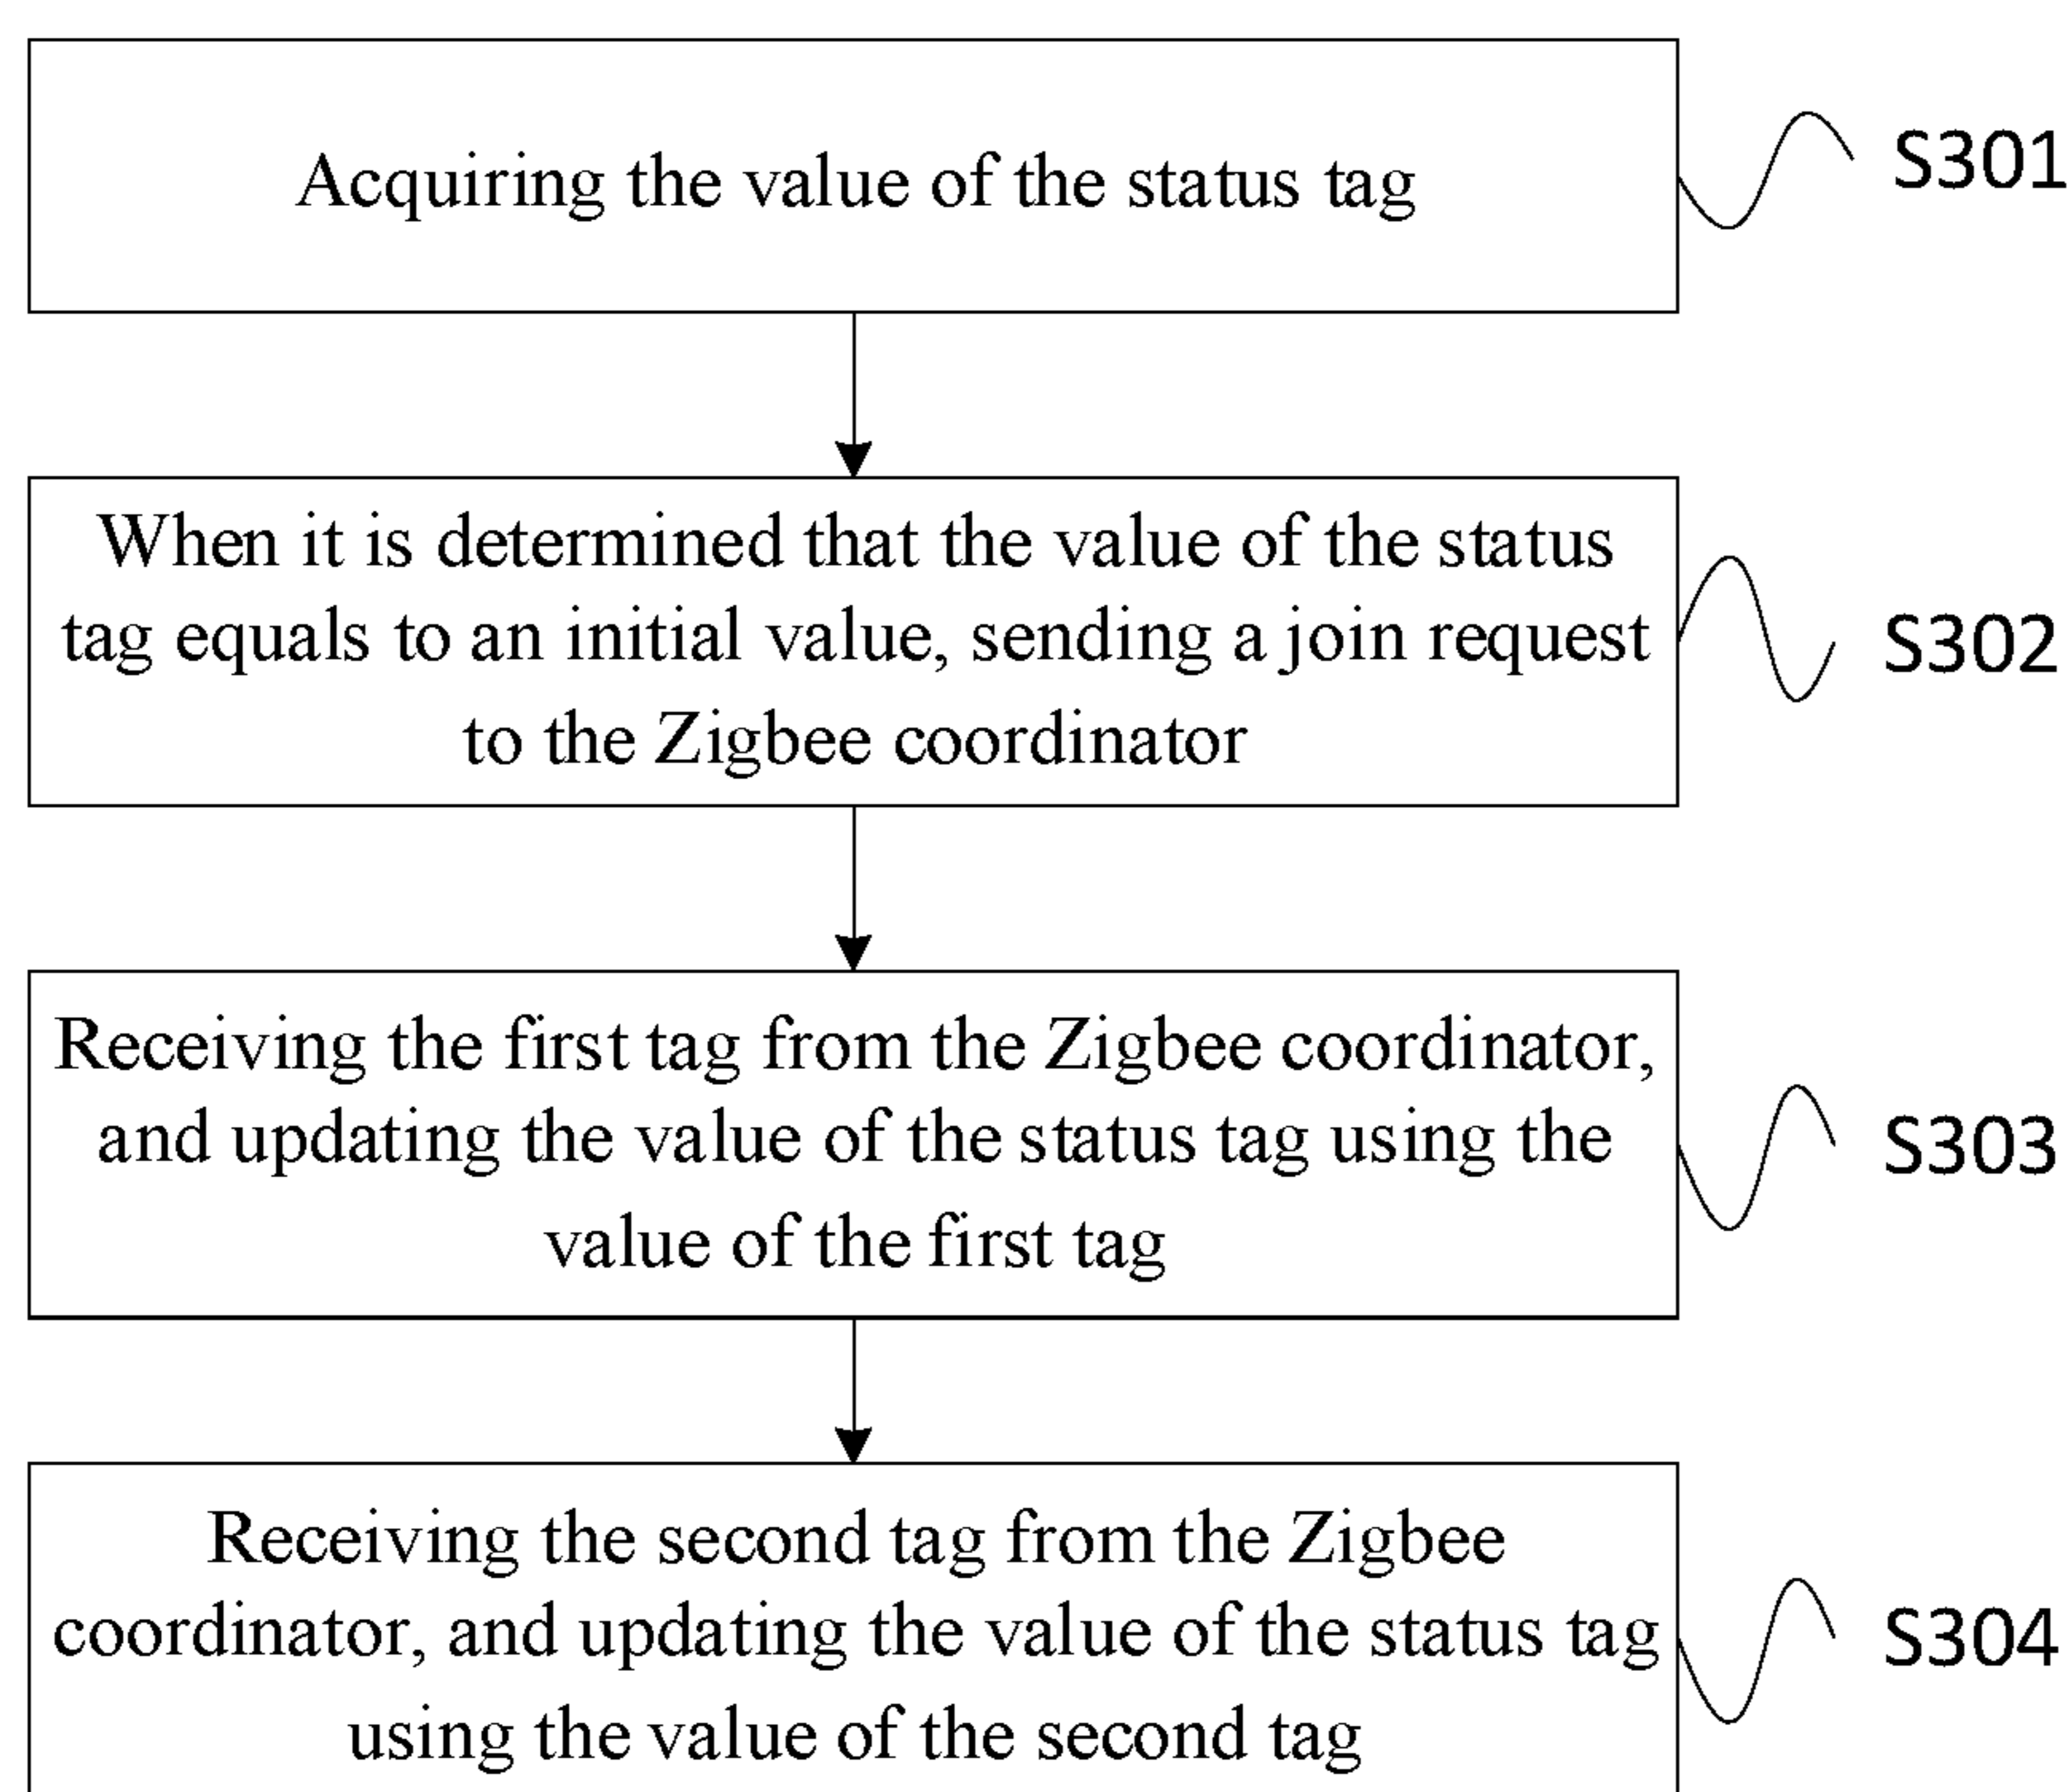 Acquiring the value of the status tag
S301
When it is determined that the value of the status
tag equals to an initial value, sending a join request
to the Zigbee coordinator
S302
Receiving the first tag from the Zigbee coordinator,
and updating the value of the status tag using the
value of the first tag
S303
Receiving the second tag from the Zigbee
coordinator, and updating the value of the status tag
using the value of the second tag
S304